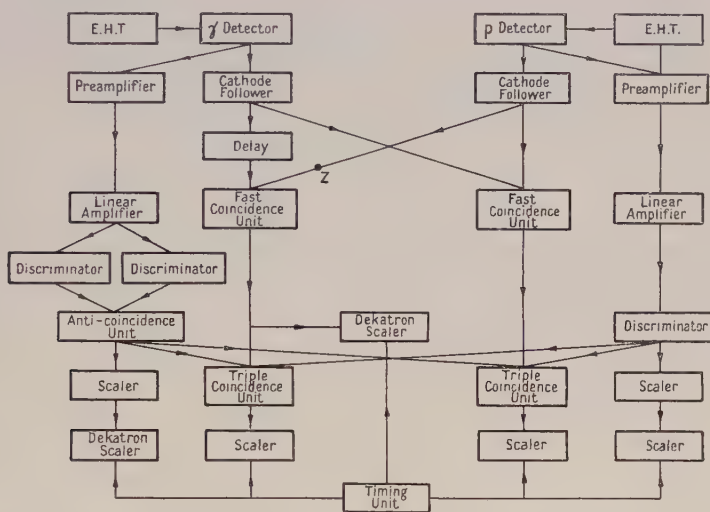 E.H.T
γ Detector
p Detector
E.H.T.
Preamplifier
Cathode
Follower
Cathode
Follower
Preamplifier
Delay
Z
Linear
Amplifier
Fast
Coincidence
Unit
Fast
Coincidence
Unit
Linear
Amplifier
Discriminator
Discriminator
Anti-coincidence
Unit
Dekatron
Scaler
Discriminator
Scaler
Triple
Coincidence
Unit
Triple
Coincidence
Unit
Scaler
Dekatron
Scaler
Scaler
Scaler
Scaler
Timing
Unit